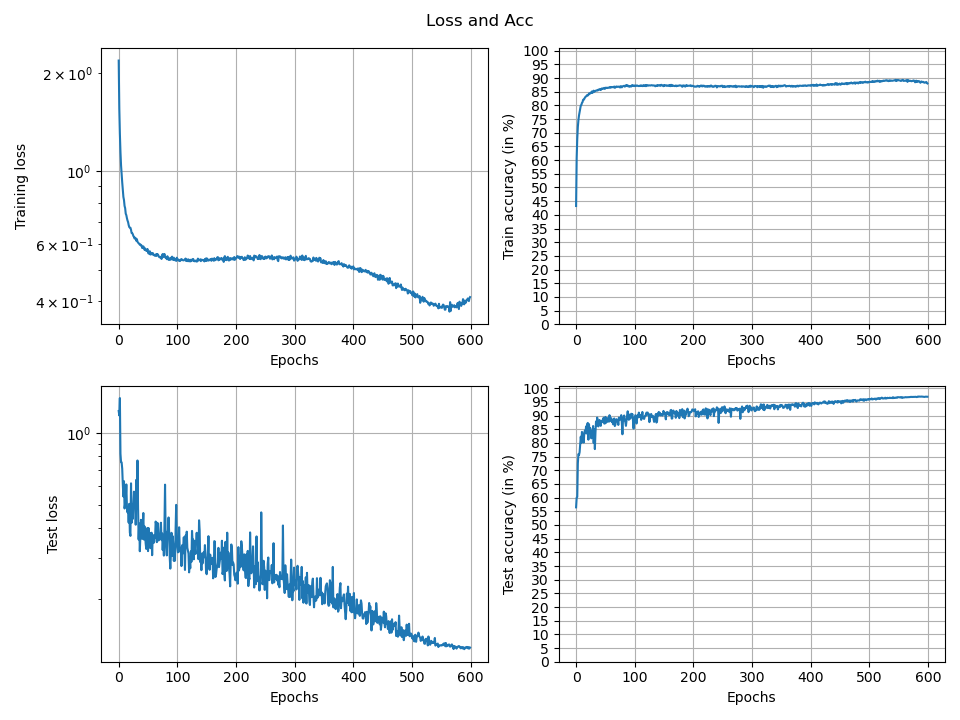 Loss and Acc
2 × 10⁰
10⁰
6 × 10⁻¹
4 × 10⁻¹
Training loss
0 100 200 300 400 500 600
Epochs
100
95
90
85
80
75
70
65
60
55
50
45
40
35
30
25
20
15
10
5
0
Train accuracy (in %)
0 100 200 300 400 500 600
Epochs
10⁰
Test loss
0 100 200 300 400 500 600
Epochs
100
95
90
85
80
75
70
65
60
55
50
45
40
35
30
25
20
15
10
5
0
Test accuracy (in %)
0 100 200 300 400 500 600
Epochs